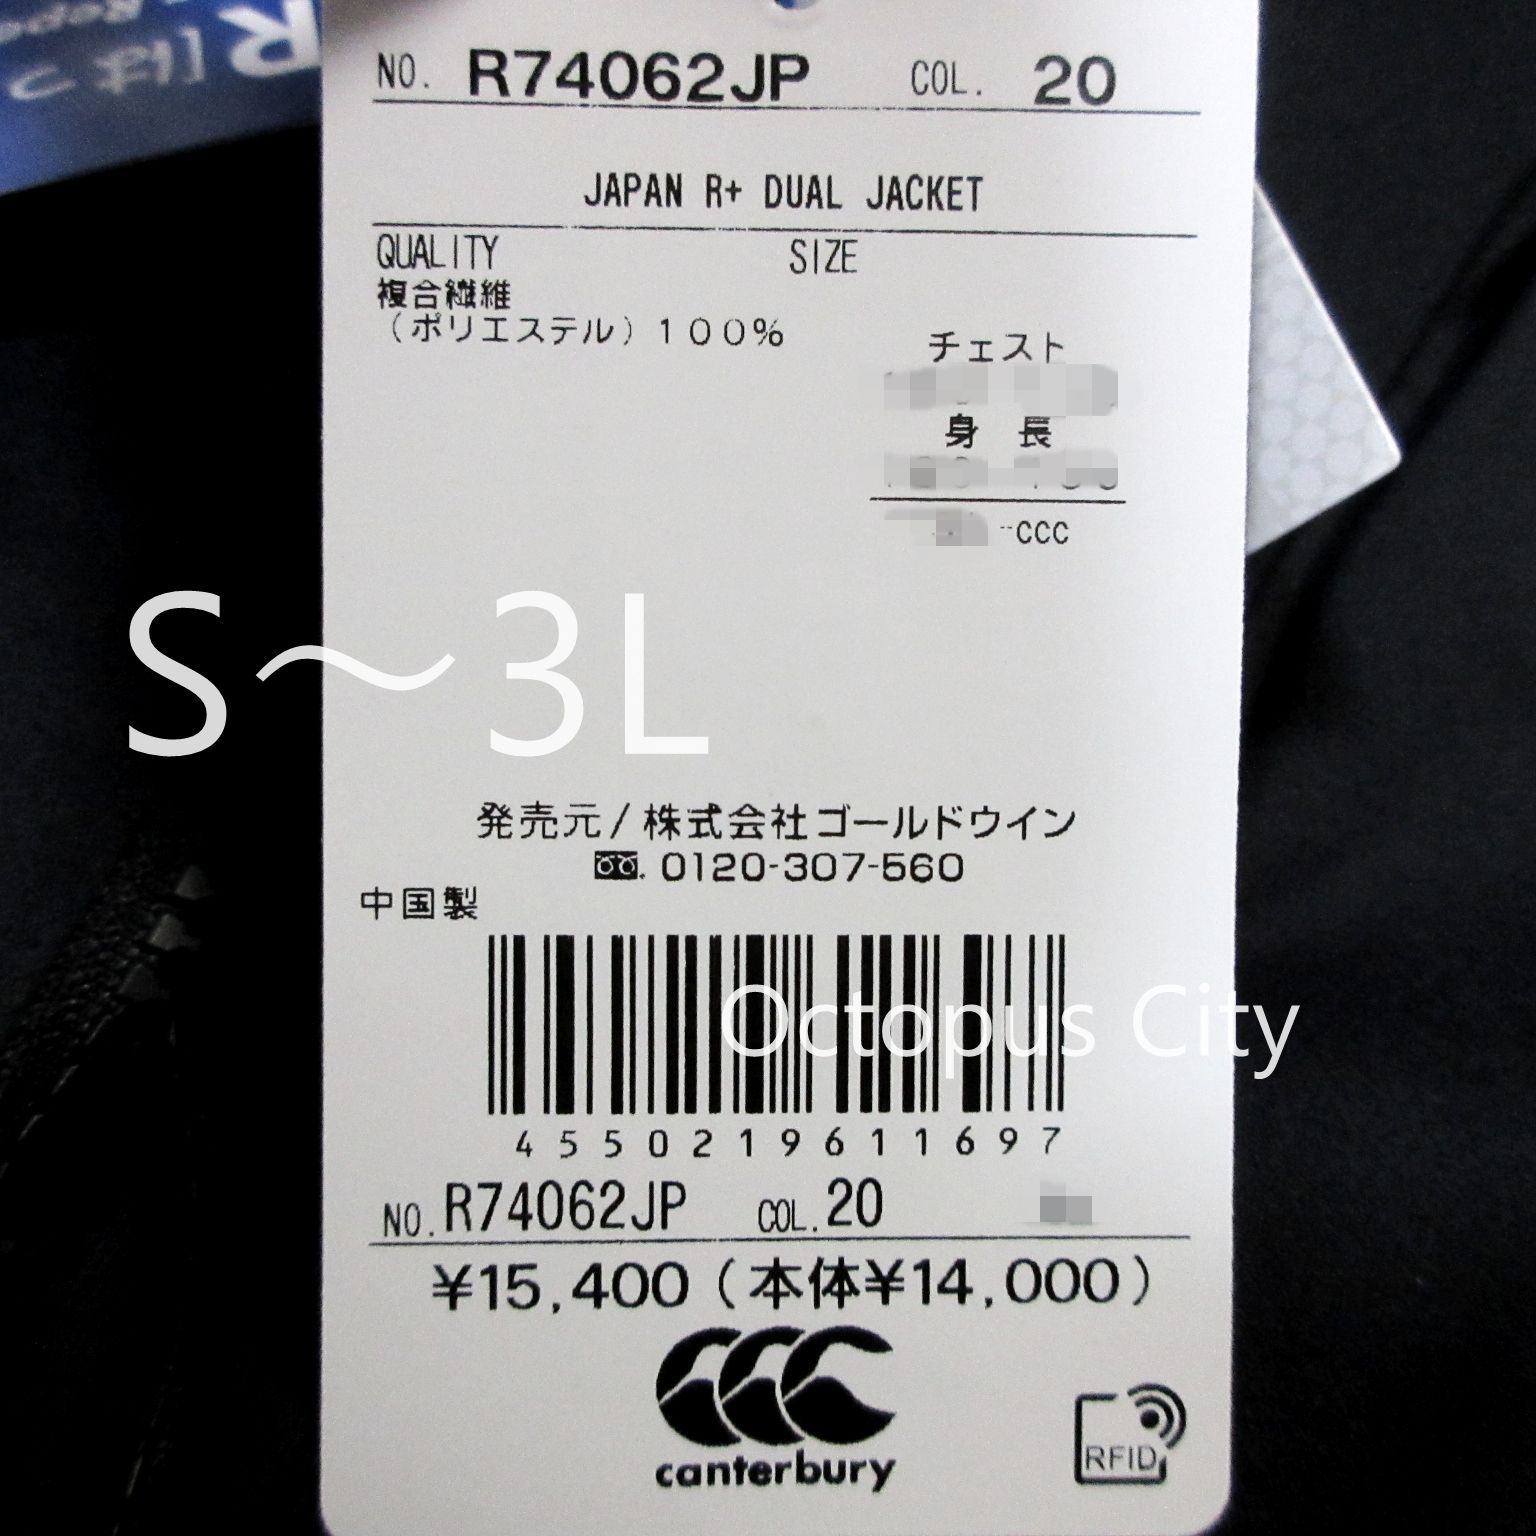 NO. R74062JP COL. 20
JAPAN R+ DUAL JACKET
QUALITY SIZE
複合繊維
(ポリエステル)100%
チェスト
身 長
--CCC
S～3L
発売元/株式会社ゴールドウイン
0120-307-560
中国製
Octopus City
4550219611697
NO. R74062JP COL. 20
¥15,400(本体¥14,000)
canterbury
RFID